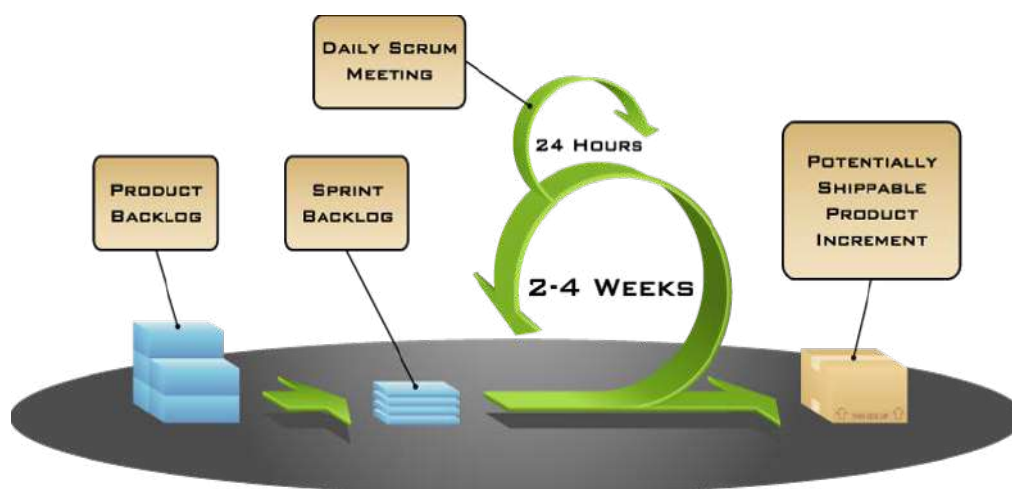 DAILY SCRUM
MEETING
24 HOURS
PRODUCT
BACKLOG
SPRINT
BACKLOG
POTENTIALLY
SHIPPABLE
PRODUCT
INCREMENT
2-4 WEEKS